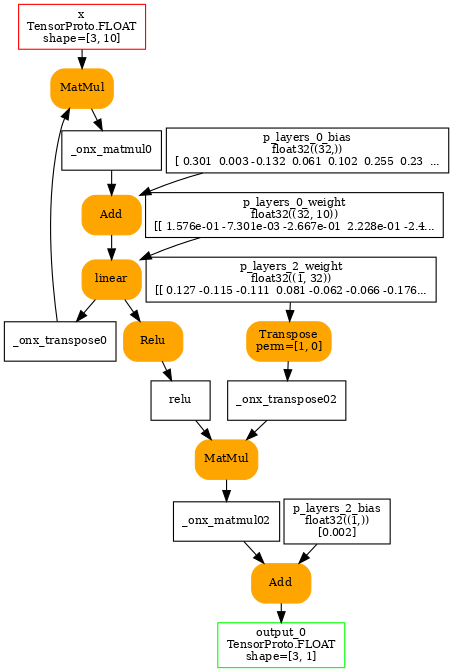 x
TensorProto.FLOAT
shape=[3, 10]
MatMul
_onx_matmul0
p_layers_0_bias
float32((32,))
[ 0.301  0.003 -0.132  0.061  0.102  0.255  0.23  ...
Add
p_layers_0_weight
float32((32, 10))
[[ 1.576e-01 -7.301e-03 -2.667e-01  2.228e-01 -2.4...
linear
p_layers_2_weight
float32((1, 32))
[[ 0.127 -0.115 -0.111  0.081 -0.062 -0.066 -0.176...
_onx_transpose0
Relu
Transpose
perm=[1, 0]
relu
_onx_transpose02
MatMul
_onx_matmul02
p_layers_2_bias
float32((1,))
[0.002]
Add
output_0
TensorProto.FLOAT
shape=[3, 1]